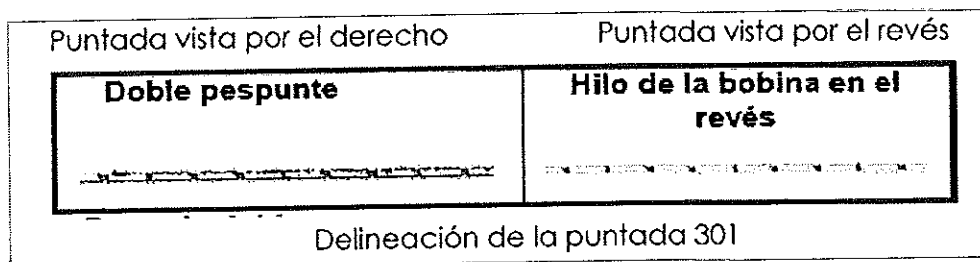 Puntada vista por el derecho
Puntada vista por el revés
Doble pespunte
Hilo de la bobina en el
revés
Delineación de la puntada 301